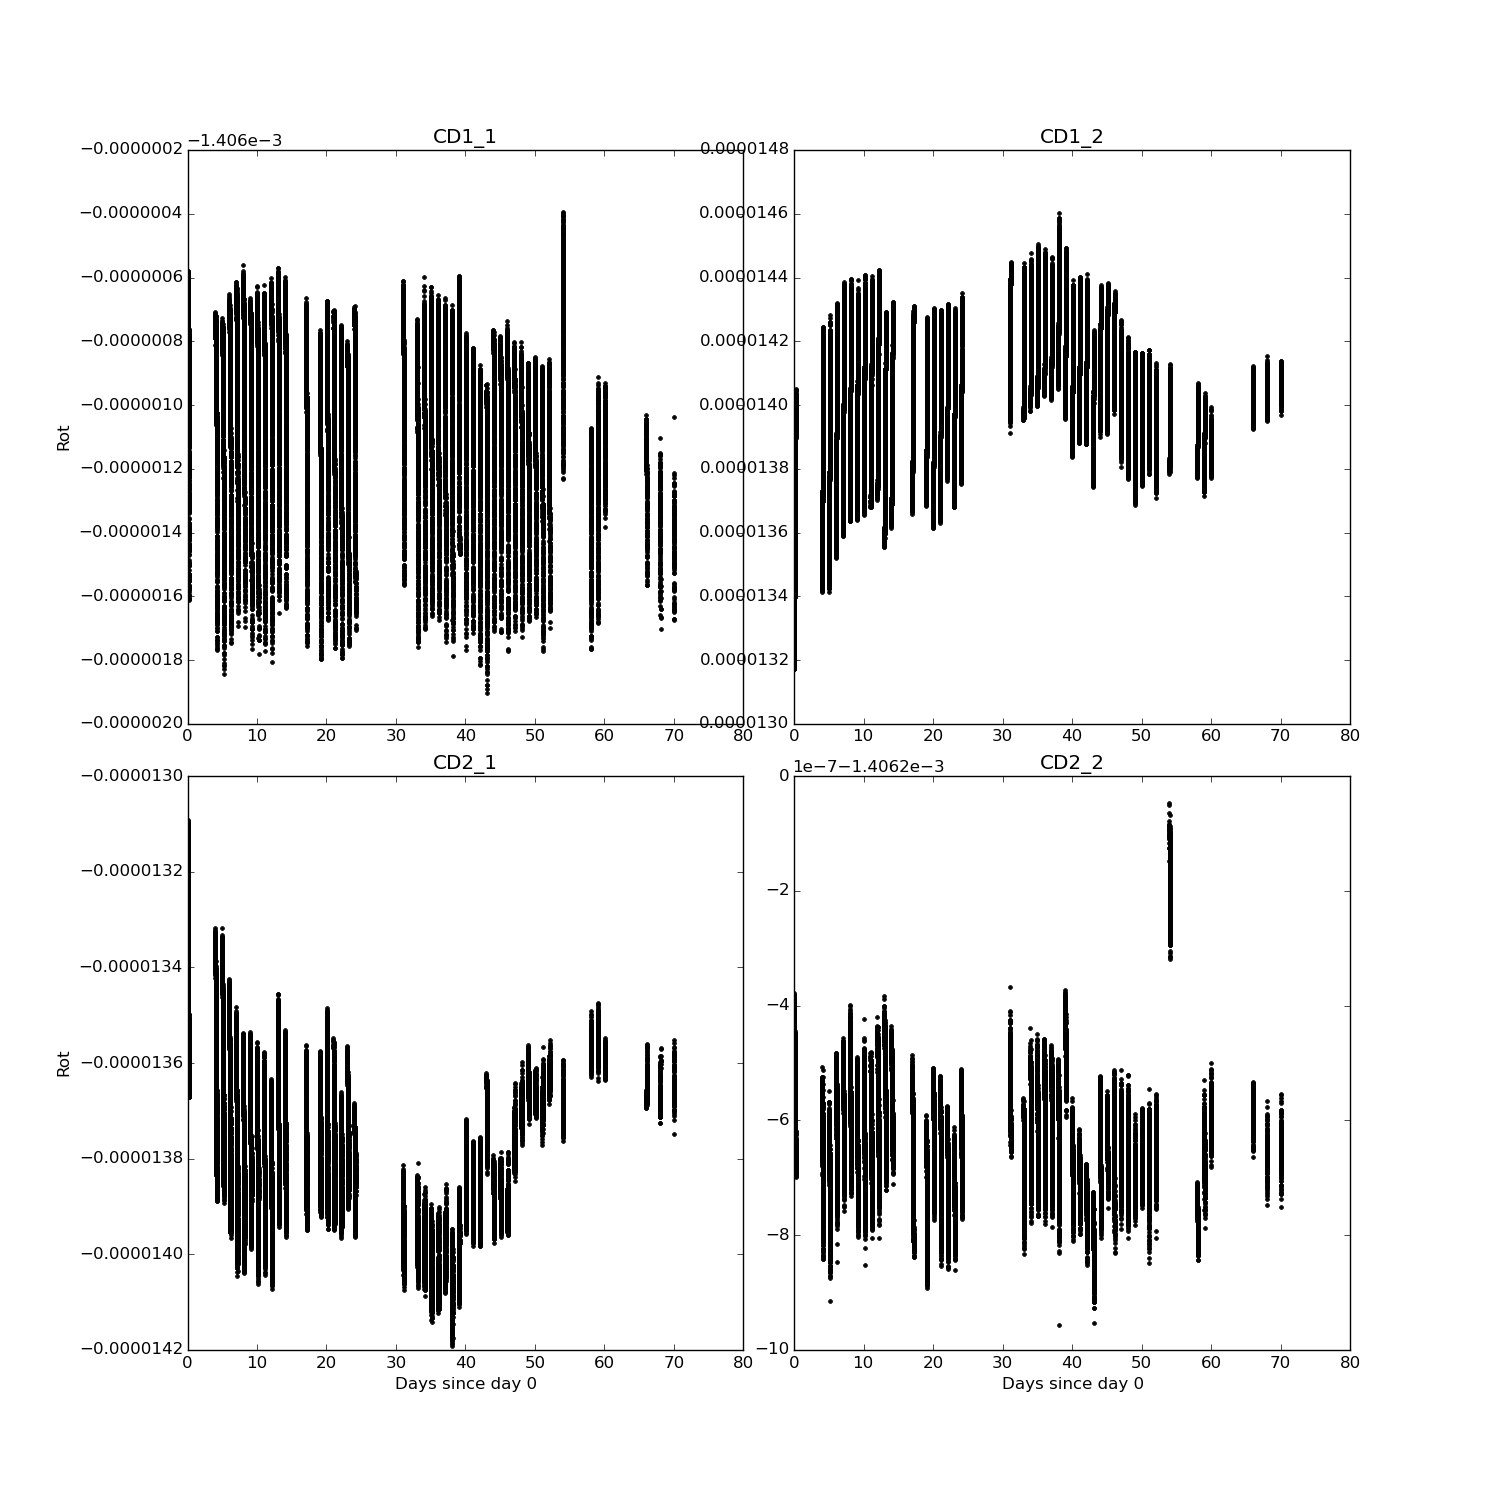 CD1_1
−1.406e−3
−0.0000002
−0.0000004
−0.0000006
−0.0000008
−0.0000010
−0.0000012
−0.0000014
−0.0000016
−0.0000018
−0.0000020
Rot
0 10 20 30 40 50 60 70 80
CD1_2
0.0000148
0.0000146
0.0000144
0.0000142
0.0000140
0.0000138
0.0000136
0.0000134
0.0000132
0.0000130
0 10 20 30 40 50 60 70 80
CD2_1
−0.0000130
−0.0000132
−0.0000134
−0.0000136
−0.0000138
−0.0000140
−0.0000142
Rot
0 10 20 30 40 50 60 70 80
Days since day 0
CD2_2
1e−7−1.4062e−3
0
−2
−4
−6
−8
−10
0 10 20 30 40 50 60 70 80
Days since day 0